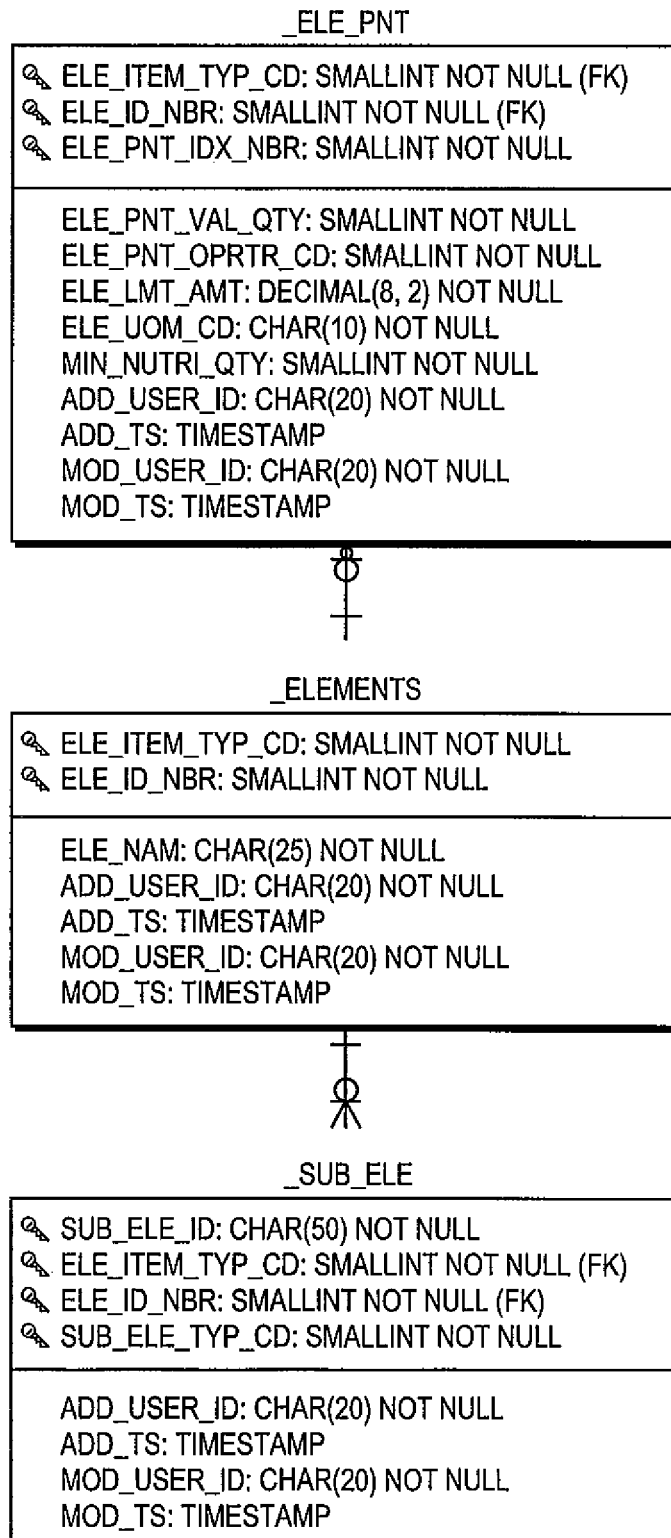 _ELE_PNT
ELE_ITEM_TYP_CD: SMALLINT NOT NULL (FK)
ELE_ID_NBR: SMALLINT NOT NULL (FK)
ELE_PNT_IDX_NBR: SMALLINT NOT NULL
ELE_PNT_VAL_QTY: SMALLINT NOT NULL
ELE_PNT_OPRTR_CD: SMALLINT NOT NULL
ELE_LMT_AMT: DECIMAL(8, 2) NOT NULL
ELE_UOM_CD: CHAR(10) NOT NULL
MIN_NUTRI_QTY: SMALLINT NOT NULL
ADD_USER_ID: CHAR(20) NOT NULL
ADD_TS: TIMESTAMP
MOD_USER_ID: CHAR(20) NOT NULL
MOD_TS: TIMESTAMP
_ELEMENTS
ELE_ITEM_TYP_CD: SMALLINT NOT NULL
ELE_ID_NBR: SMALLINT NOT NULL
ELE_NAM: CHAR(25) NOT NULL
ADD_USER_ID: CHAR(20) NOT NULL
ADD_TS: TIMESTAMP
MOD_USER_ID: CHAR(20) NOT NULL
MOD_TS: TIMESTAMP
_SUB_ELE
SUB_ELE_ID: CHAR(50) NOT NULL
ELE_ITEM_TYP_CD: SMALLINT NOT NULL (FK)
ELE_ID_NBR: SMALLINT NOT NULL (FK)
SUB_ELE_TYP_CD: SMALLINT NOT NULL
ADD_USER_ID: CHAR(20) NOT NULL
ADD_TS: TIMESTAMP
MOD_USER_ID: CHAR(20) NOT NULL
MOD_TS: TIMESTAMP